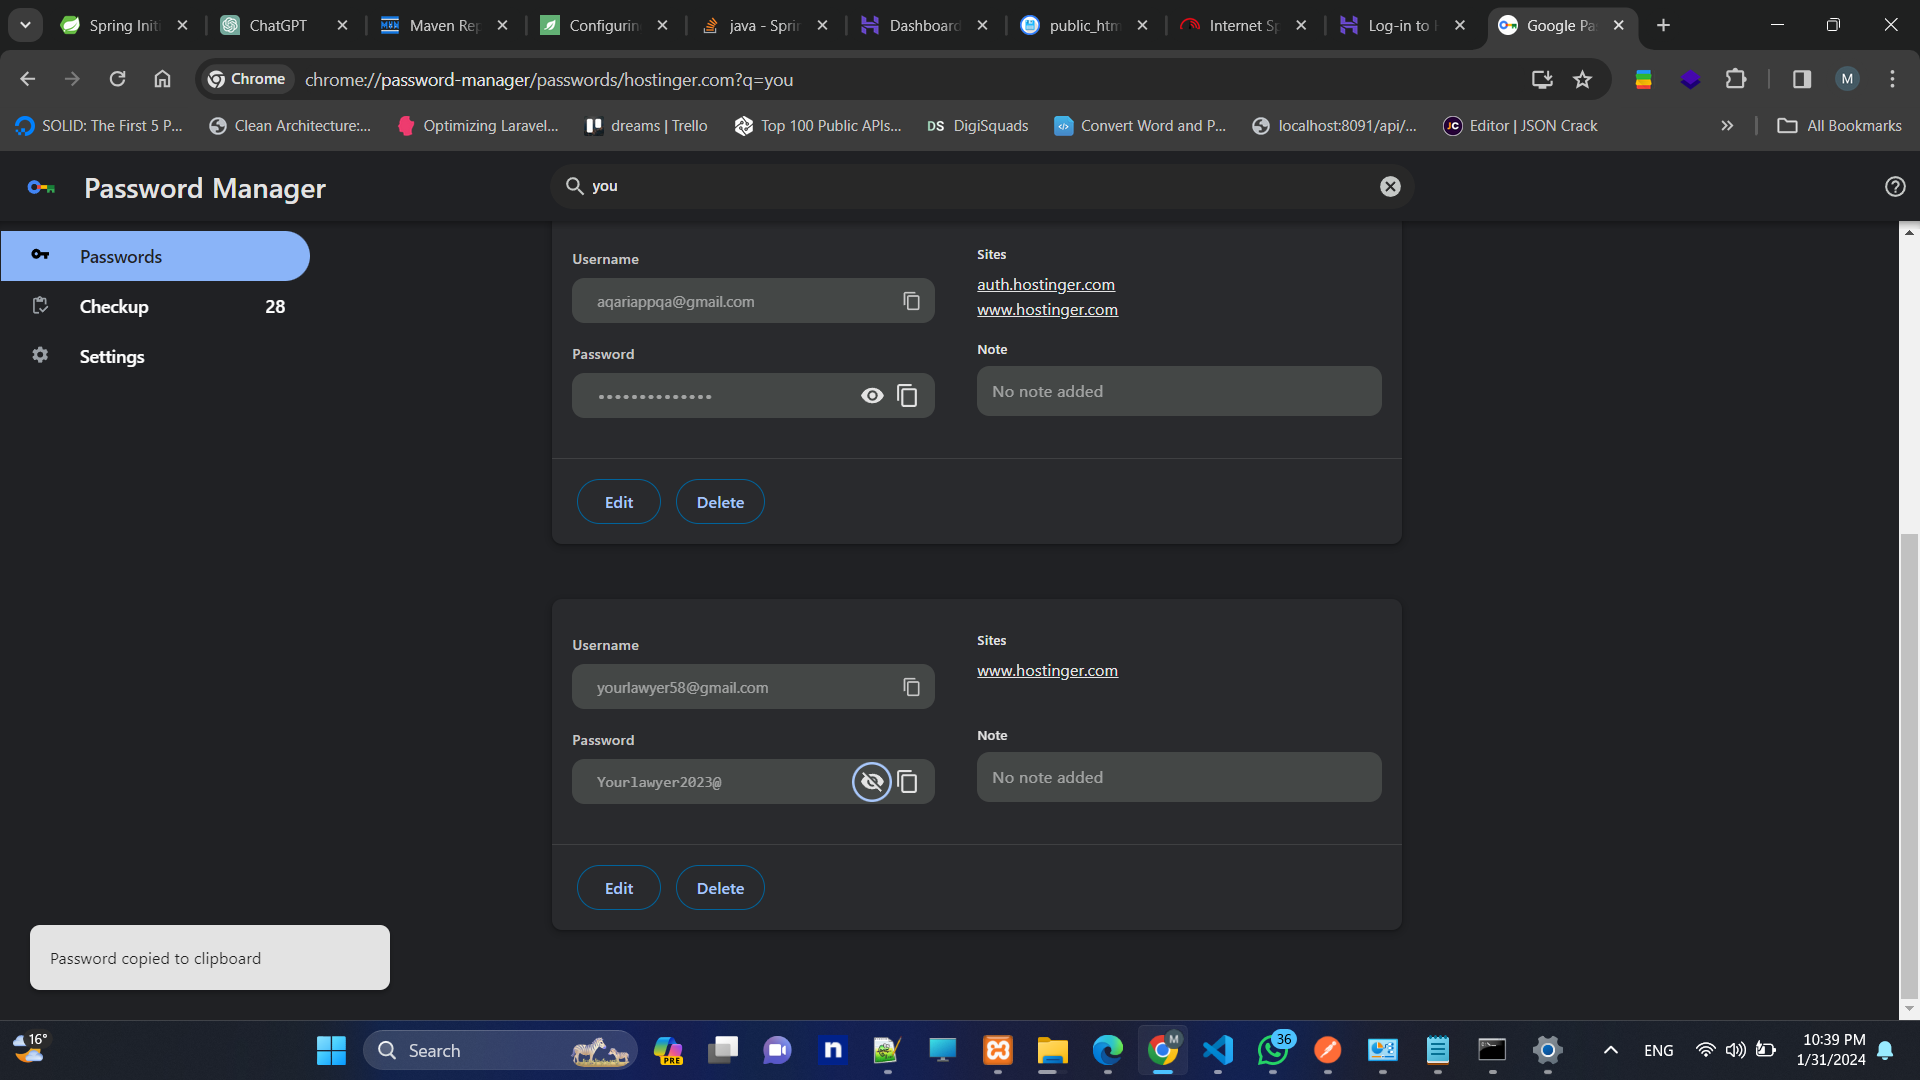 Spring Initi
ChatGPT
Maven Rep
Configurin
java - Sprin
Dashboard
public_htm
Internet Sp
Log-in to H
Google Pas
Chrome
chrome://password-manager/passwords/hostinger.com?q=you
M
SOLID: The First 5 P...
Clean Architecture:...
Optimizing Laravel...
dreams | Trello
Top 100 Public APIs...
DS DigiSquads
Convert Word and P...
localhost:8091/api/...
JC Editor | JSON Crack
All Bookmarks
Password Manager
you
Passwords
Checkup 28
Settings
Username
aqariappqa@gmail.com
Password
••••••••••••••
Sites
auth.hostinger.com
www.hostinger.com
Note
No note added
Edit Delete
Username
yourlawyer58@gmail.com
Password
Yourlawyer2023@
Sites
www.hostinger.com
Note
No note added
Edit Delete
Password copied to clipboard
16°
Search
PRE
n
M
36
ENG
10:39 PM
1/31/2024